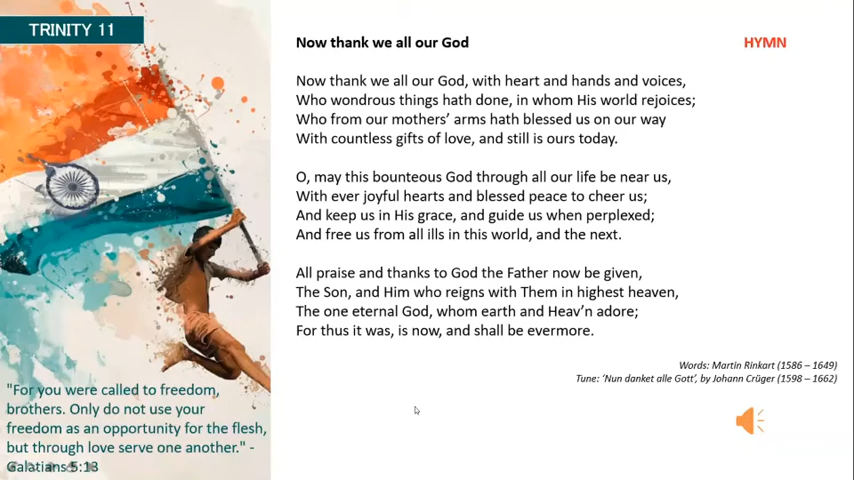 TRINITY 11
Now thank we all our God
HYMN
Now thank we all our God, with heart and hands and voices,
Who wondrous things hath done, in whom His world rejoices;
Who from our mothers’ arms hath blessed us on our way
With countless gifts of love, and still is ours today.
O, may this bounteous God through all our life be near us,
With ever joyful hearts and blessed peace to cheer us;
And keep us in His grace, and guide us when perplexed;
And free us from all ills in this world, and the next.
All praise and thanks to God the Father now be given,
The Son, and Him who reigns with Them in highest heaven,
The one eternal God, whom earth and Heav’n adore;
For thus it was, is now, and shall be evermore.
Words: Martin Rinkart (1586 – 1649)
Tune: ‘Nun danket alle Gott’, by Johann Crüger (1598 – 1662)
"For you were called to freedom,
brothers. Only do not use your
freedom as an opportunity for the flesh,
but through love serve one another." -
Galatians 5:13